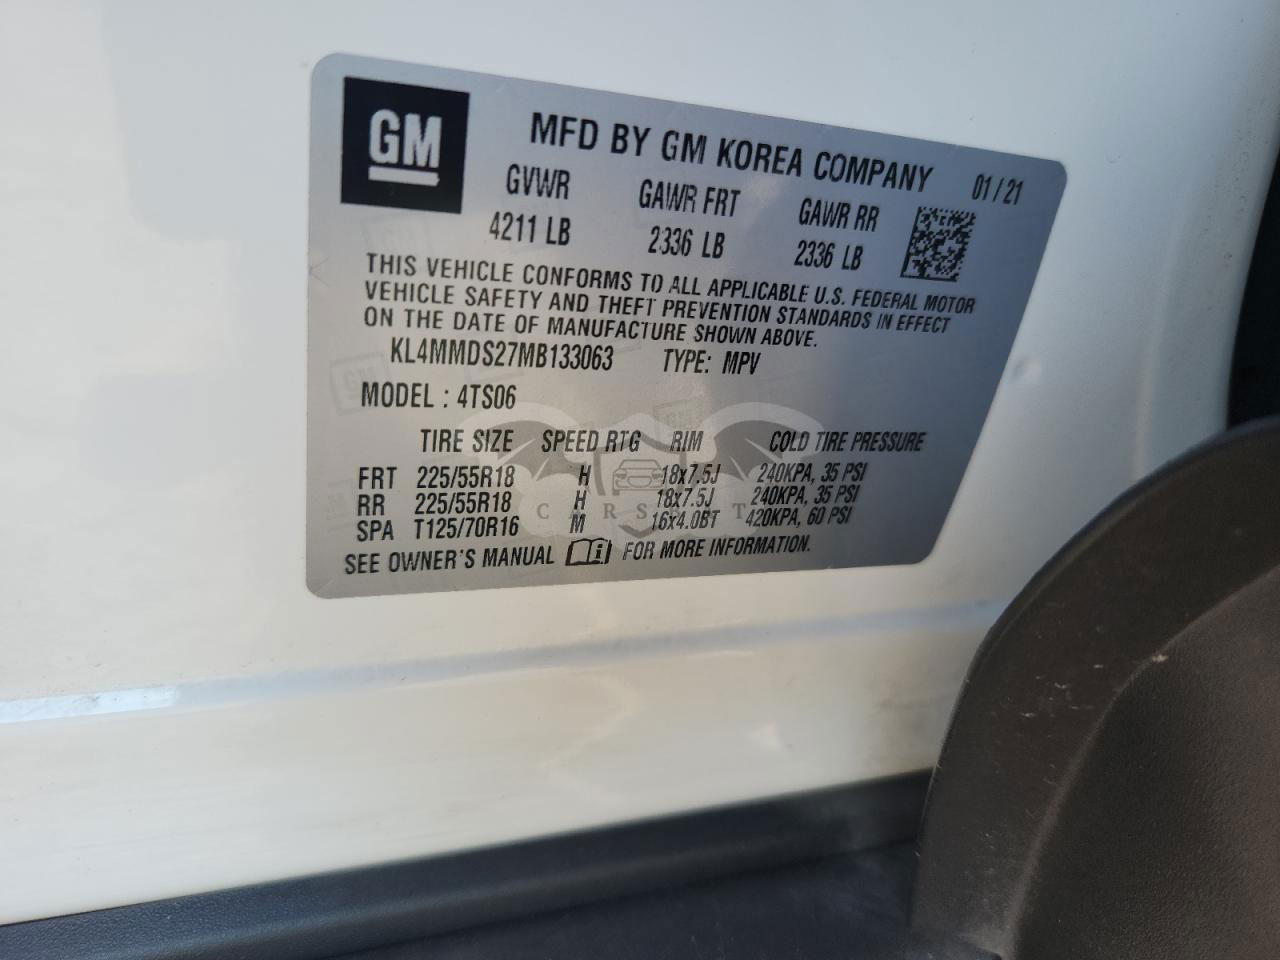 GM
MFD BY GM KOREA COMPANY 01/21
GVWR GAWR FRT GAWR RR
4211 LB 2336 LB 2336 LB
THIS VEHICLE CONFORMS TO ALL APPLICABLE U.S. FEDERAL MOTOR
VEHICLE SAFETY AND THEFT PREVENTION STANDARDS IN EFFECT
ON THE DATE OF MANUFACTURE SHOWN ABOVE.
KL4MMDS27MB133063 TYPE: MPV
MODEL : 4TS06
TIRE SIZE SPEED RTG RIM COLD TIRE PRESSURE
FRT 225/55R18 H 18x7.5J 240KPA, 35 PSI
RR 225/55R18 H 18x7.5J 240KPA, 35 PSI
SPA T125/70R16 M 16x4.0BT 420KPA, 60 PSI
SEE OWNER'S MANUAL FOR MORE INFORMATION.